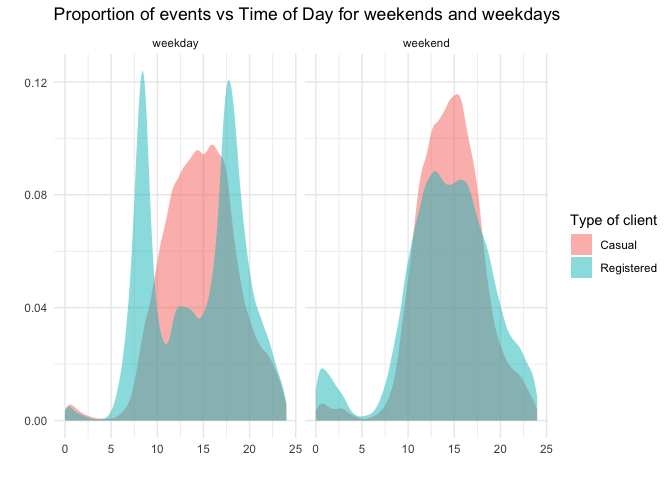 Proportion of events vs Time of Day for weekends and weekdays
weekday weekend
0.12
0.08
0.04
0.00
Type of client
Casual
Registered
0 5 10 15 20 25 0 5 10 15 20 25